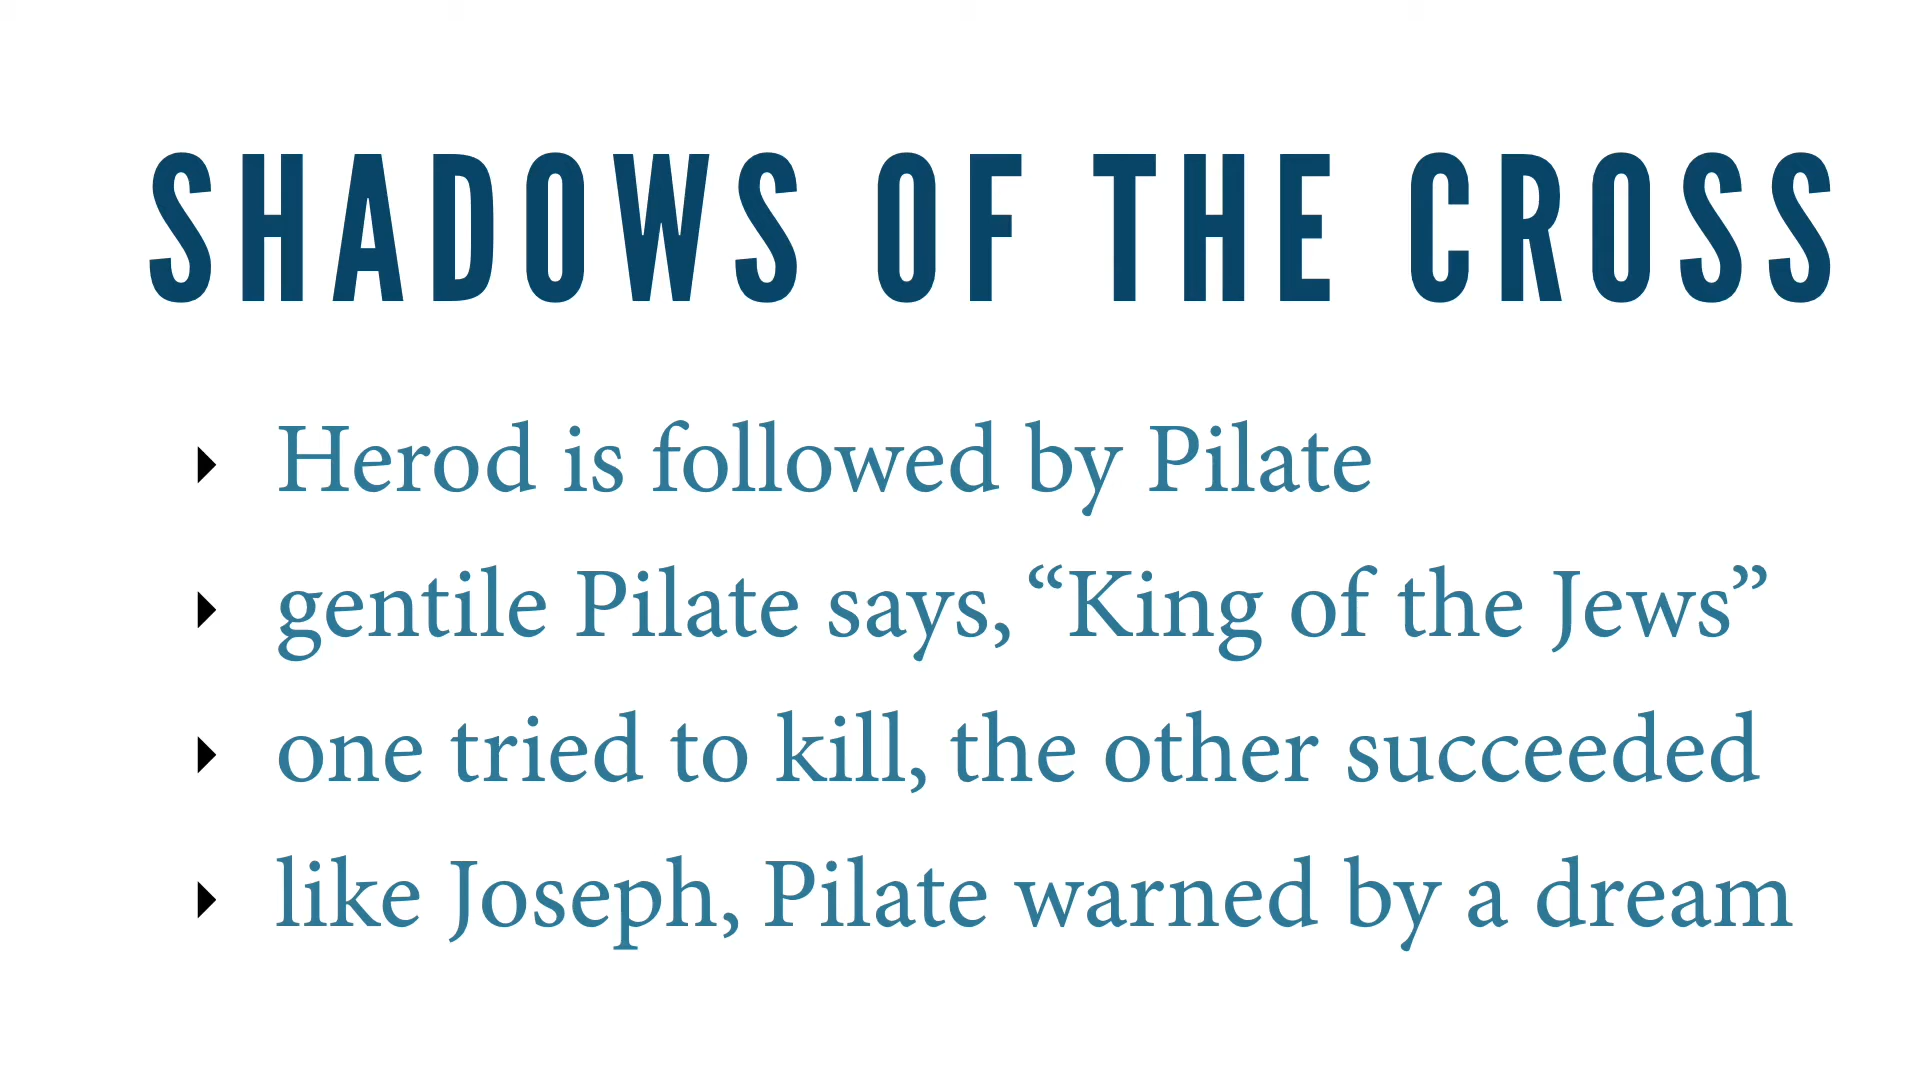 SHADOWS OF THE CROSS
Herod is followed by Pilate
gentile Pilate says, “King of the Jews”
one tried to kill, the other succeeded
like Joseph, Pilate warned by a dream